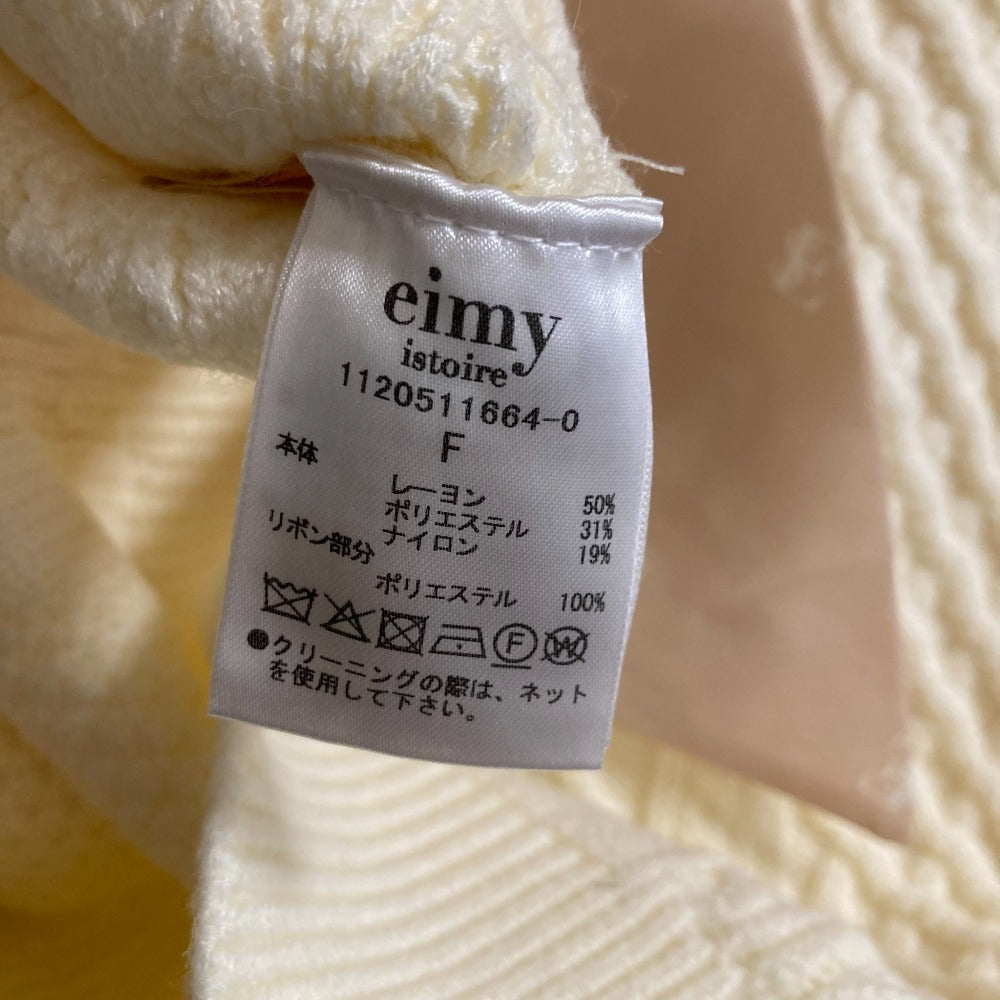 eimy
istoire
1120511664-0
F
本体
レーヨン 50%
ポリエステル 31%
ナイロン 19%
リボン部分
ポリエステル 100%
F W
●クリーニングの際は、ネット
を使用して下さい。